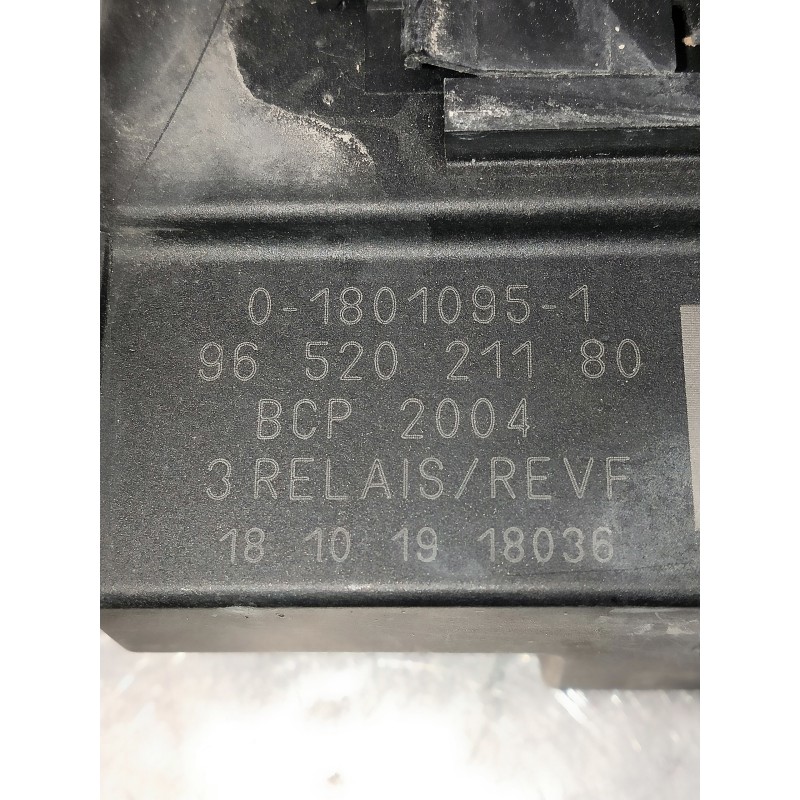 0-1801095-1
96 520 211 80
BCP 2004
3 RELAIS/REVF
18 10 19 18036